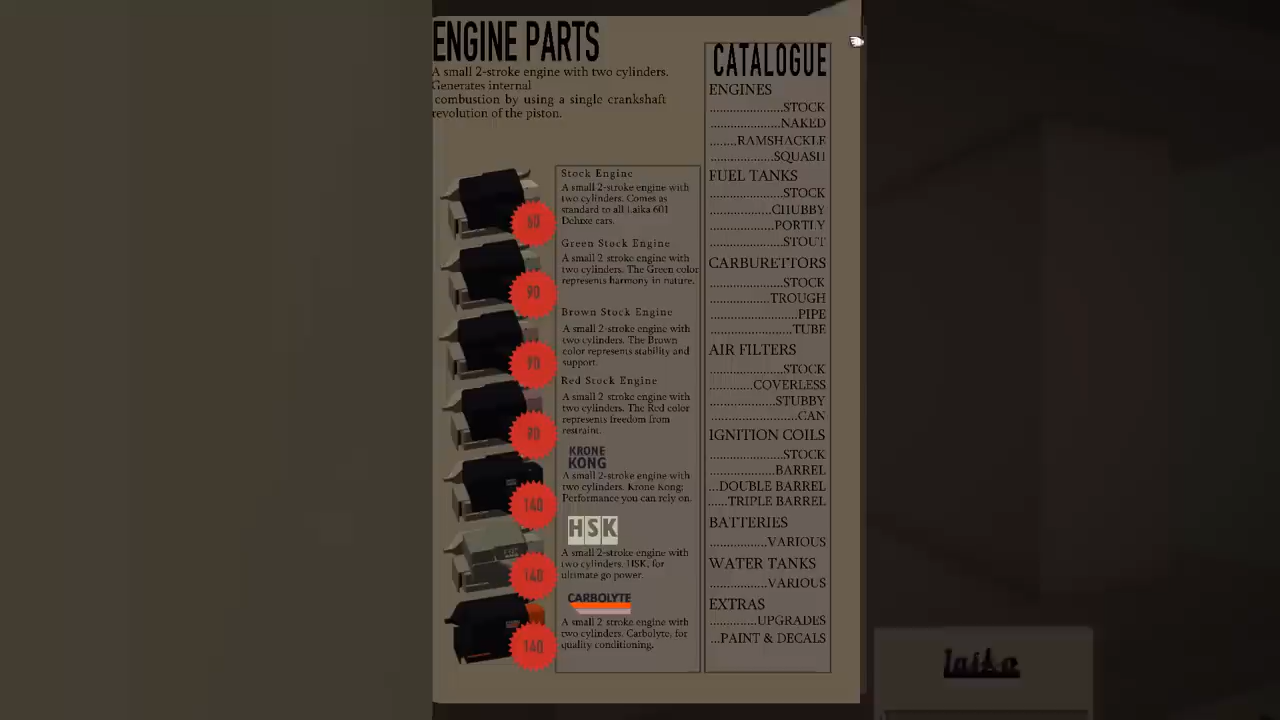 ENGINE PARTS
A small 2-stroke engine with two cylinders.
Generates internal
combustion by using a single crankshaft
revolution of the piston.
Stock Engine
A small 2-stroke engine with
two cylinders. Comes as
standard to all Laika 601
Deluxe cars.
80
Green Stock Engine
A small 2-stroke engine with
two cylinders. The Green color
represents harmony in nature.
90
Brown Stock Engine
A small 2-stroke engine with
two cylinders. The Brown
color represents stability and
support.
90
Red Stock Engine
A small 2-stroke engine with
two cylinders. The Red color
represents freedom from
restraint.
80
KRONE
KONG
A small 2-stroke engine with
two cylinders. Krone Kong;
Performance you can rely on.
140
HSK
A small 2-stroke engine with
two cylinders. HSK, for
ultimate go power.
140
CARBOLYTE
A small 2-stroke engine with
two cylinders. Carbolyte, for
quality conditioning.
140
CATALOGUE
ENGINES
.......................STOCK
......................NAKED
........RAMSHACKLE
....................SQUASH
FUEL TANKS
.......................STOCK
...................CHUBBY
....................PORTLY
.......................STOUT
CARBURETTORS
.......................STOCK
...................TROUGH
...........................PIPE
..........................TUBE
AIR FILTERS
.......................STOCK
.............COVERLESS
....................STUBBY
...........................CAN
IGNITION COILS
.......................STOCK
....................BARREL
...DOUBLE BARREL
......TRIPLE BARREL
BATTERIES
..................VARIOUS
WATER TANKS
..................VARIOUS
EXTRAS
...............UPGRADES
...PAINT & DECALS
laika